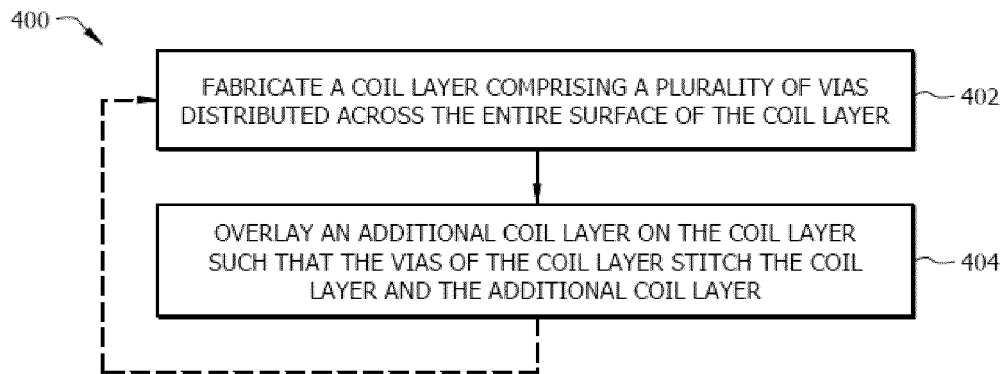 400
FABRICATE A COIL LAYER COMPRISING A PLURALITY OF VIAS
DISTRIBUTED ACROSS THE ENTIRE SURFACE OF THE COIL LAYER
402
OVERLAY AN ADDITIONAL COIL LAYER ON THE COIL LAYER
SUCH THAT THE VIAS OF THE COIL LAYER STITCH THE COIL
LAYER AND THE ADDITIONAL COIL LAYER
404